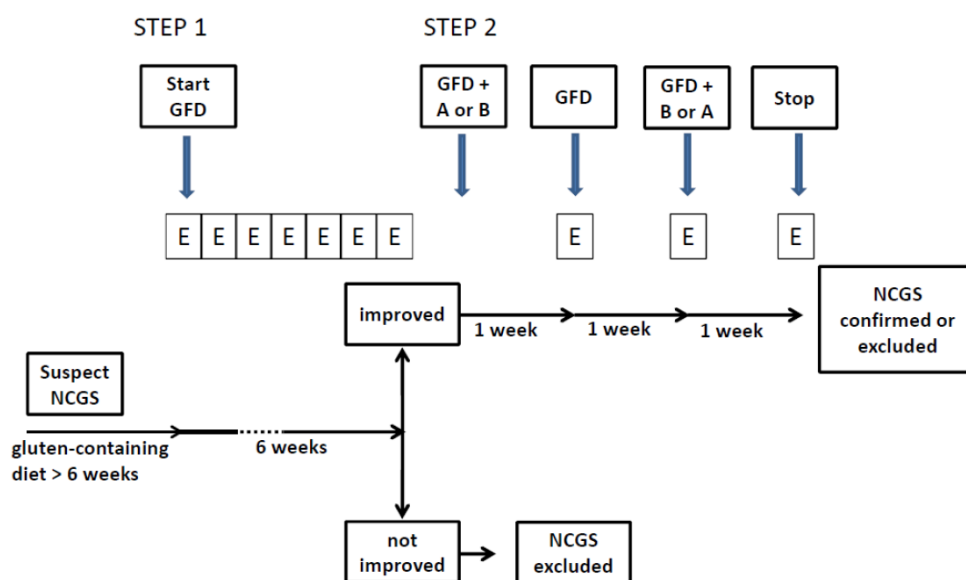 STEP 1
STEP 2
Start
GFD
GFD +
A or B
GFD
GFD +
B or A
Stop
E E E E E E E
E
E
E
improved
1 week
1 week
1 week
NCGS
confirmed or
excluded
Suspect
NCGS
gluten-containing
diet > 6 weeks
6 weeks
not
improved
NCGS
excluded